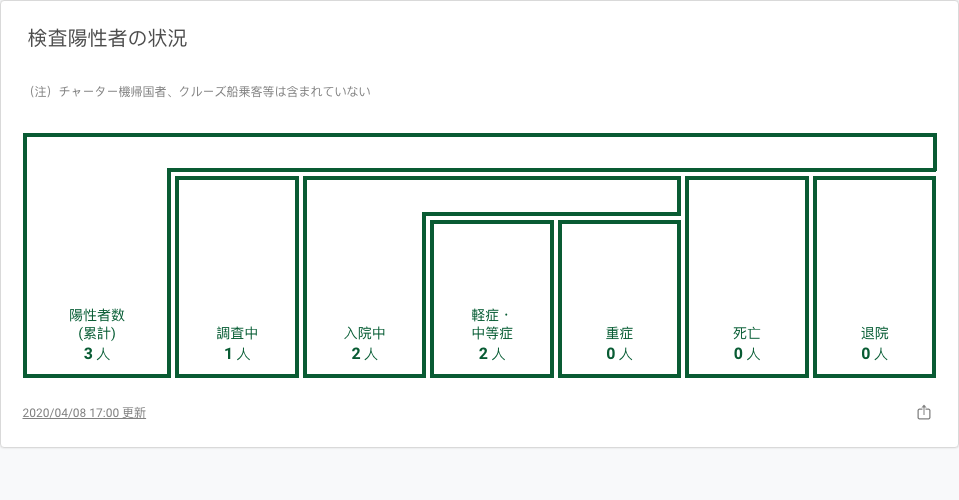 検査陽性者の状況
（注）チャーター機帰国者、クルーズ船乗客等は含まれていない
陽性者数
(累計)
3 人
調査中
1 人
入院中
2 人
軽症・
中等症
2 人
重症
0 人
死亡
0 人
退院
0 人
2020/04/08 17:00 更新